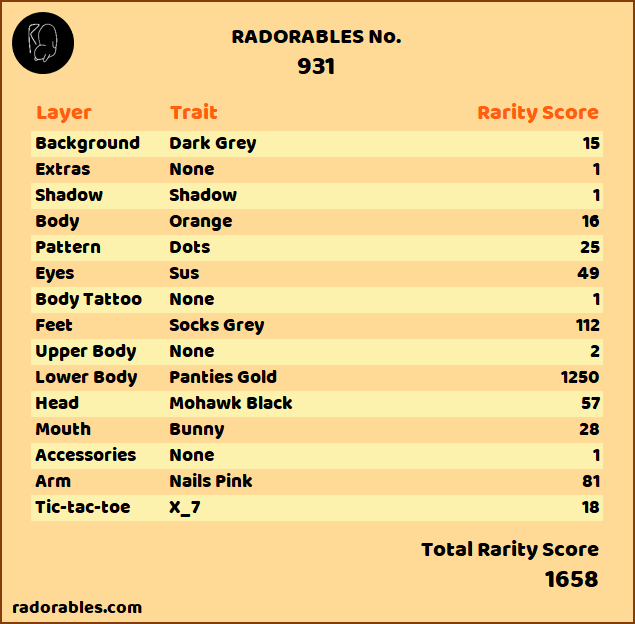 RADORABLES No.
931
Layer Trait Rarity Score
Background Dark Grey 15
Extras None 1
Shadow Shadow 1
Body Orange 16
Pattern Dots 25
Eyes Sus 49
Body Tattoo None 1
Feet Socks Grey 112
Upper Body None 2
Lower Body Panties Gold 1250
Head Mohawk Black 57
Mouth Bunny 28
Accessories None 1
Arm Nails Pink 81
Tic-tac-toe X_7 18
Total Rarity Score
1658
radorables.com